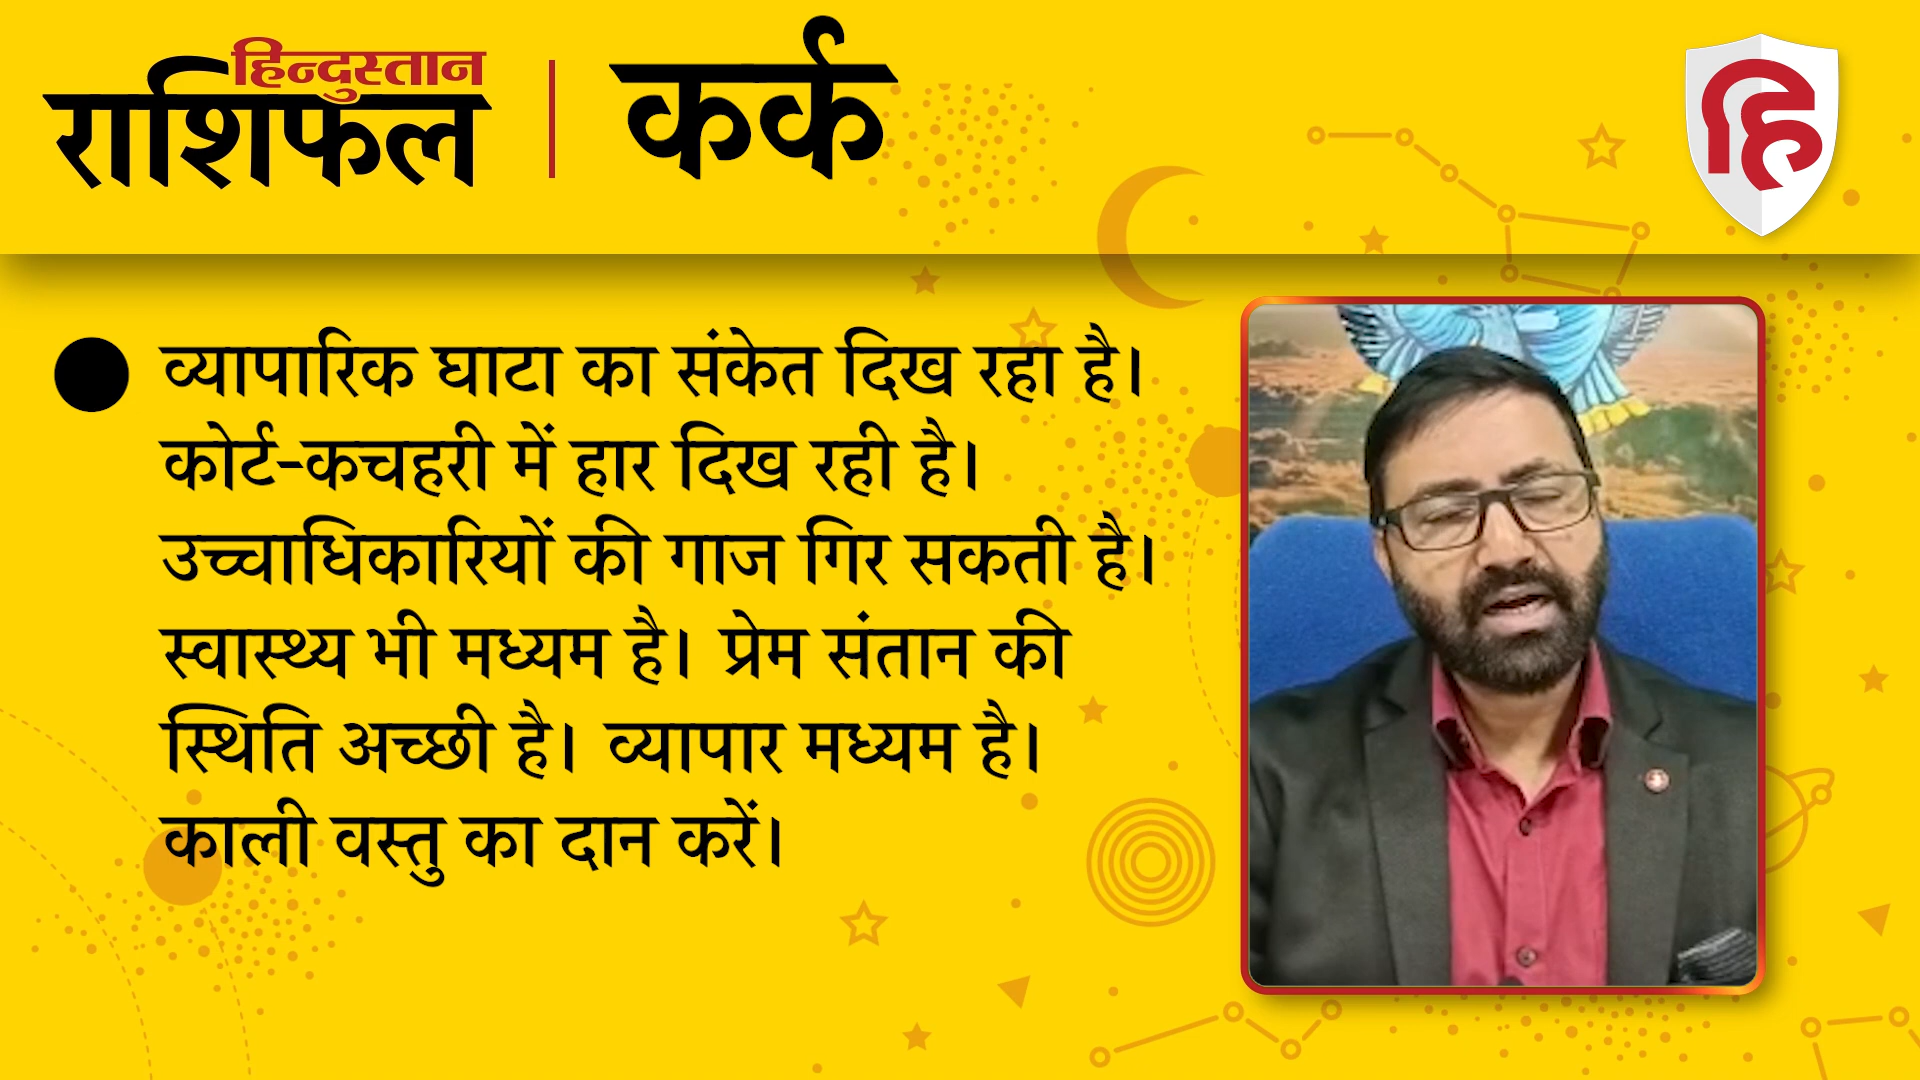 हिन्दुस्तान
राशिफल
कर्क
हि
व्यापारिक घाटा का संकेत दिख रहा है।
कोर्ट-कचहरी में हार दिख रही है।
उच्चाधिकारियों की गाज गिर सकती है।
स्वास्थ्य भी मध्यम है। प्रेम संतान की
स्थिति अच्छी है। व्यापार मध्यम है।
काली वस्तु का दान करें।